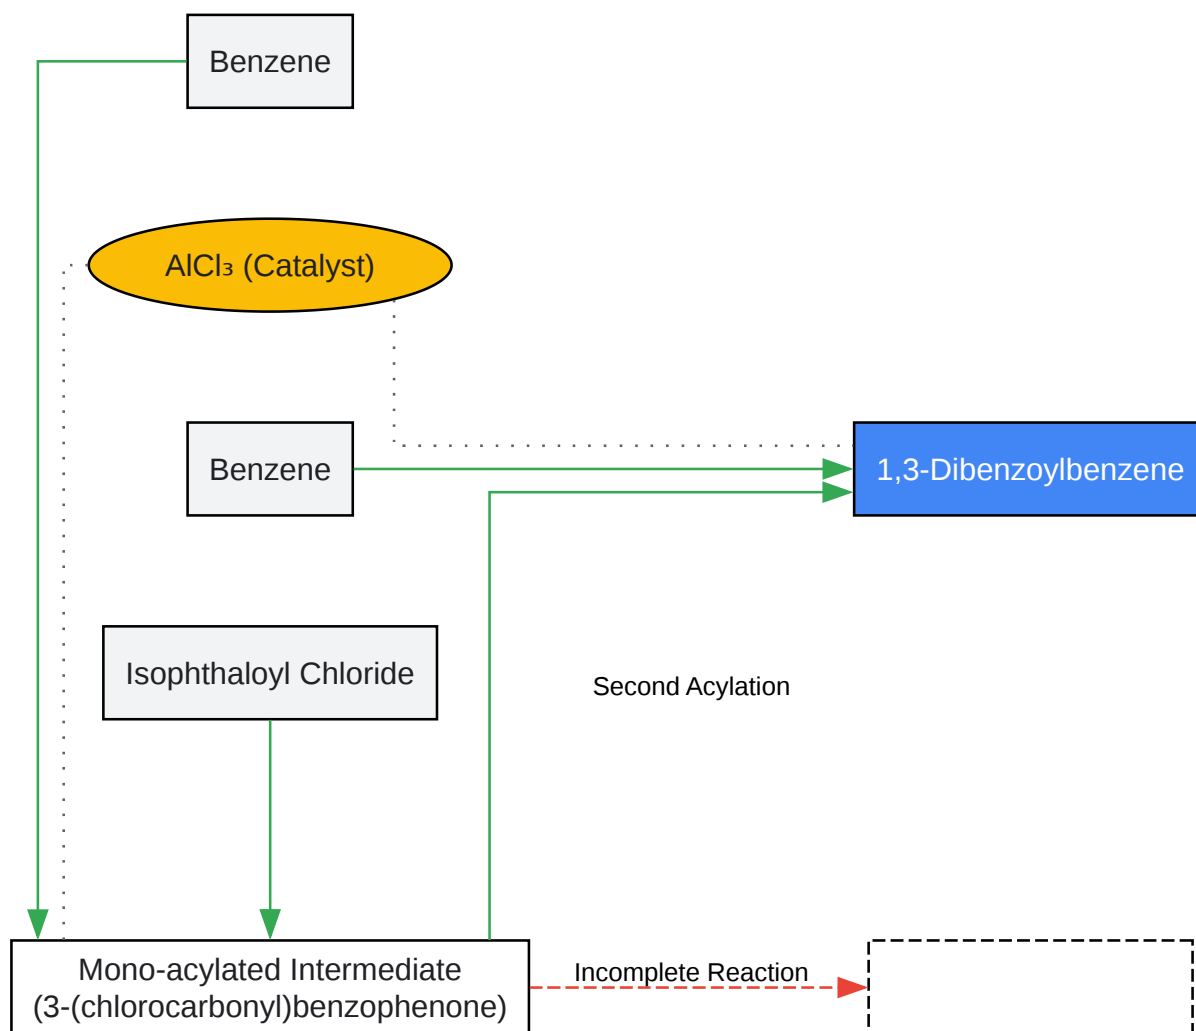 Benzene
AlCl₃ (Catalyst)
Benzene
1,3-Dibenzoylbenzene
Isophthaloyl Chloride
Second Acylation
Mono-acylated Intermediate
(3-(chlorocarbonyl)benzophenone)
Incomplete Reaction